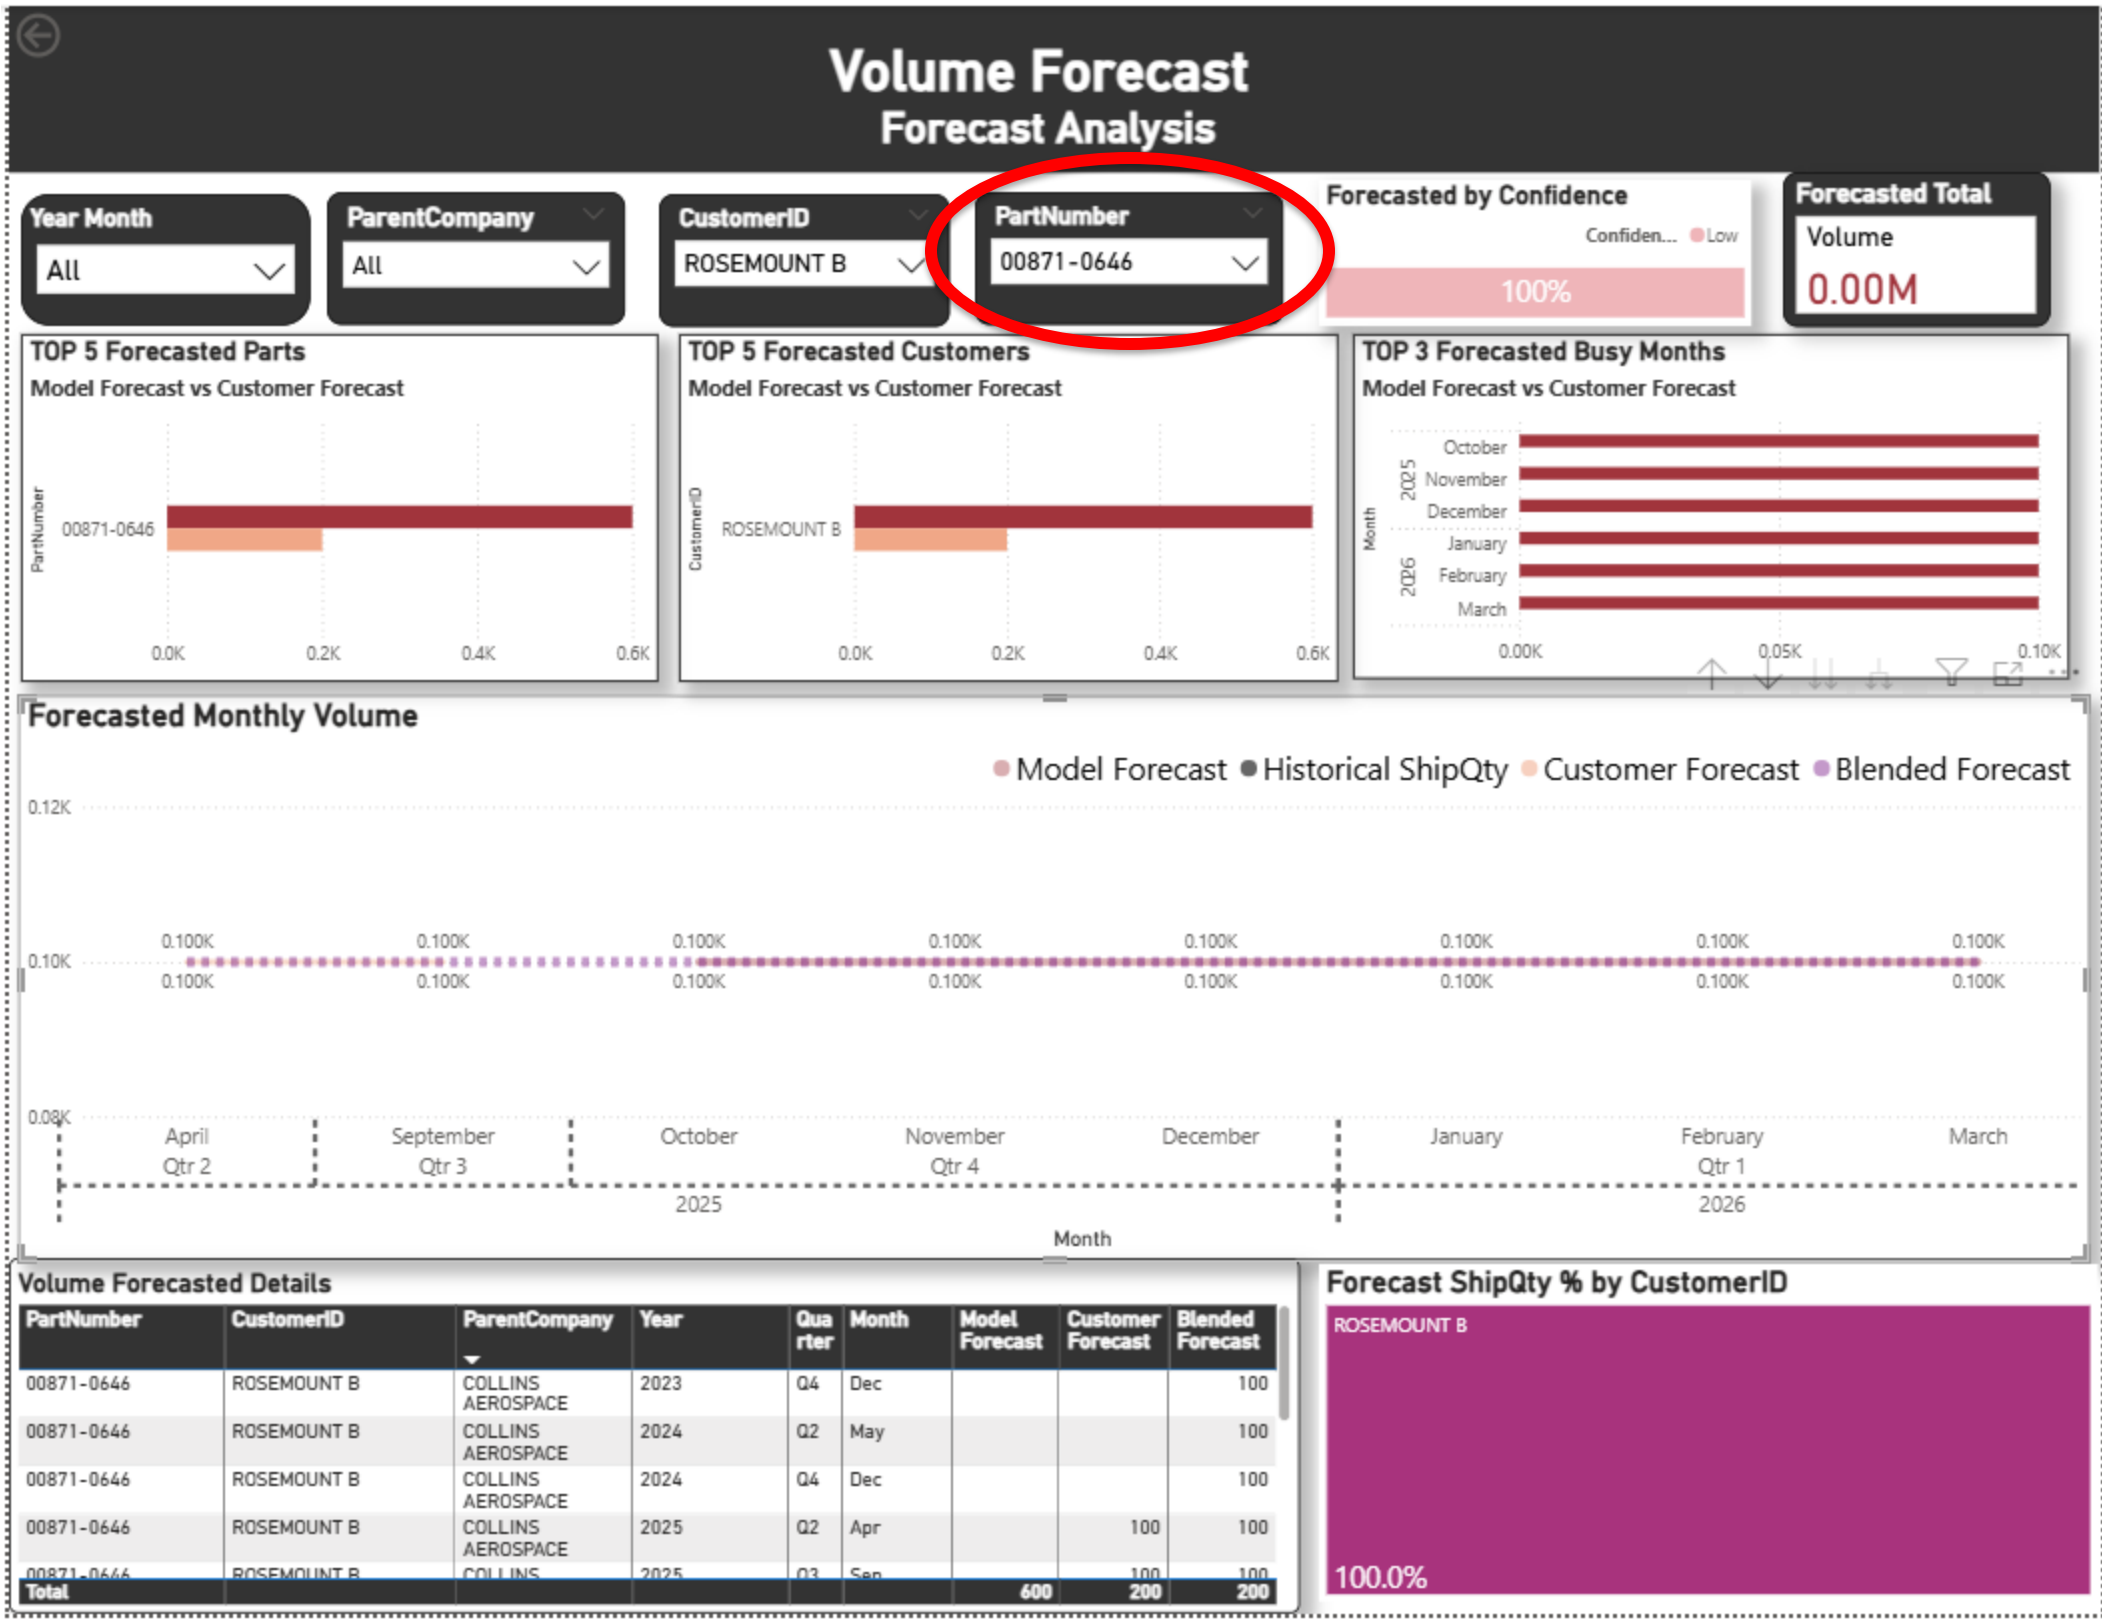 Volume Forecast
Forecast Analysis
Year Month
All
ParentCompany
All
CustomerID
ROSEMOUNT B
PartNumber
00871-0646
Forecasted by Confidence
Confiden... Low
100%
Forecasted Total
Volume
0.00M
TOP 5 Forecasted Parts
Model Forecast vs Customer Forecast
PartNumber
00871-0646
0.0K 0.2K 0.4K 0.6K
TOP 5 Forecasted Customers
Model Forecast vs Customer Forecast
CustomerID
ROSEMOUNT B
0.0K 0.2K 0.4K 0.6K
TOP 3 Forecasted Busy Months
Model Forecast vs Customer Forecast
Month
2025
October
November
December
2026
January
February
March
0.00K 0.05K 0.10K
Forecasted Monthly Volume
Model Forecast Historical ShipQty Customer Forecast Blended Forecast
0.12K
0.100K 0.100K 0.100K 0.100K 0.100K 0.100K 0.100K 0.100K
0.10K
0.100K 0.100K 0.100K 0.100K 0.100K 0.100K 0.100K 0.100K
0.08K
April September October November December January February March
Qtr 2 Qtr 3 Qtr 4 Qtr 1
2025 2026
Month
Volume Forecasted Details
PartNumber CustomerID ParentCompany Year Qua rter Month Model Forecast Customer Forecast Blended Forecast
00871-0646 ROSEMOUNT B COLLINS AEROSPACE 2023 Q4 Dec 100
00871-0646 ROSEMOUNT B COLLINS AEROSPACE 2024 Q2 May 100
00871-0646 ROSEMOUNT B COLLINS AEROSPACE 2024 Q4 Dec 100
00871-0646 ROSEMOUNT B COLLINS AEROSPACE 2025 Q2 Apr 100 100
00871-0646 ROSEMOUNT B COLLINS 2025 Q3 Sep 100 100
Total 600 200 200
Forecast ShipQty % by CustomerID
ROSEMOUNT B
100.0%